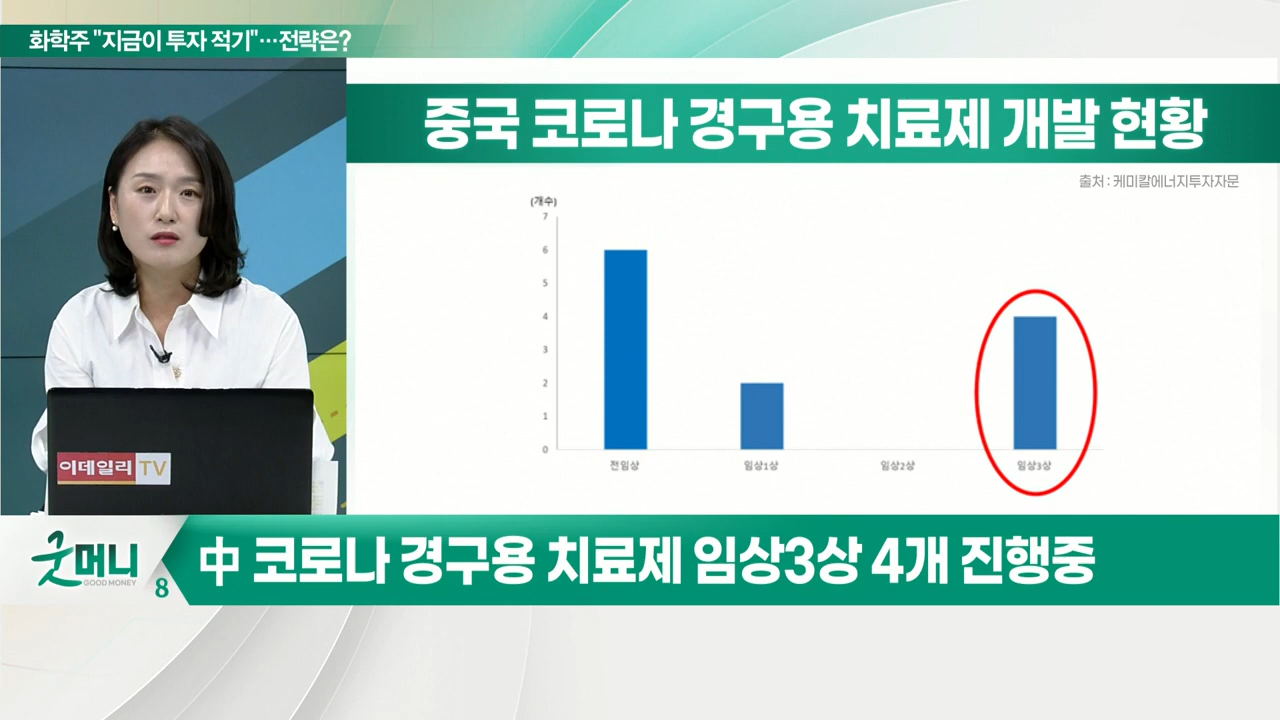 화학주 "지금이 투자 적기"…전략은?
중국 코로나 경구용 치료제 개발 현황
출처 : 케미칼에너지투자자문
(개수)
7
6
5
4
3
2
1
0
전임상
임상1상
임상2상
임상3상
이데일리 TV
굿머니
GOOD MONEY
8
中 코로나 경구용 치료제 임상3상 4개 진행중